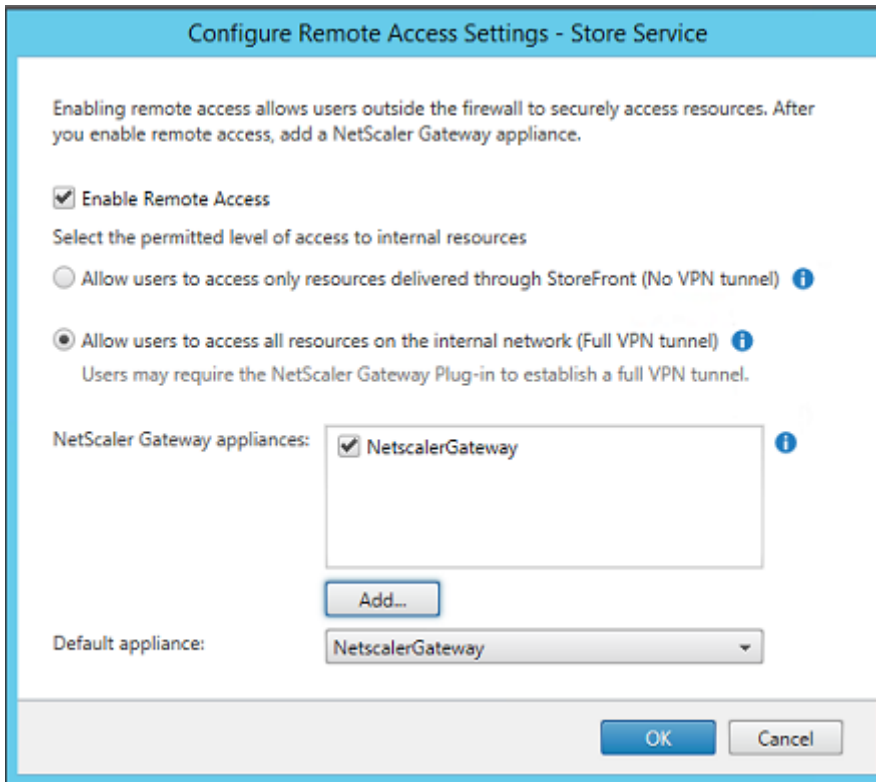 Configure Remote Access Settings - Store Service
Enabling remote access allows users outside the firewall to securely access resources. After
you enable remote access, add a NetScaler Gateway appliance.
Enable Remote Access
Select the permitted level of access to internal resources
Allow users to access only resources delivered through StoreFront (No VPN tunnel)
Allow users to access all resources on the internal network (Full VPN tunnel)
Users may require the NetScaler Gateway Plug-in to establish a full VPN tunnel.
NetScaler Gateway appliances:
NetscalerGateway
Add...
Default appliance:
NetscalerGateway
OK
Cancel